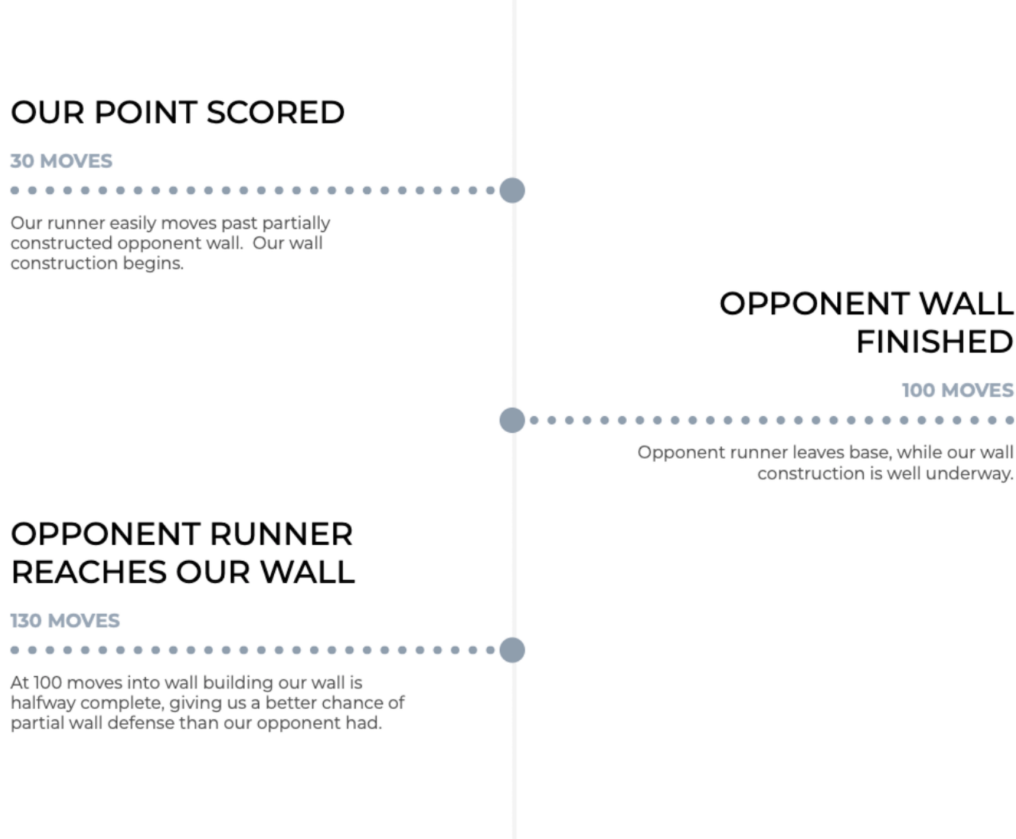 OUR POINT SCORED
30 MOVES
Our runner easily moves past partially
constructed opponent wall.  Our wall
construction begins.
OPPONENT WALL
FINISHED
100 MOVES
Opponent runner leaves base, while our wall
construction is well underway.
OPPONENT RUNNER
REACHES OUR WALL
130 MOVES
At 100 moves into wall building our wall is
halfway complete, giving us a better chance of
partial wall defense than our opponent had.